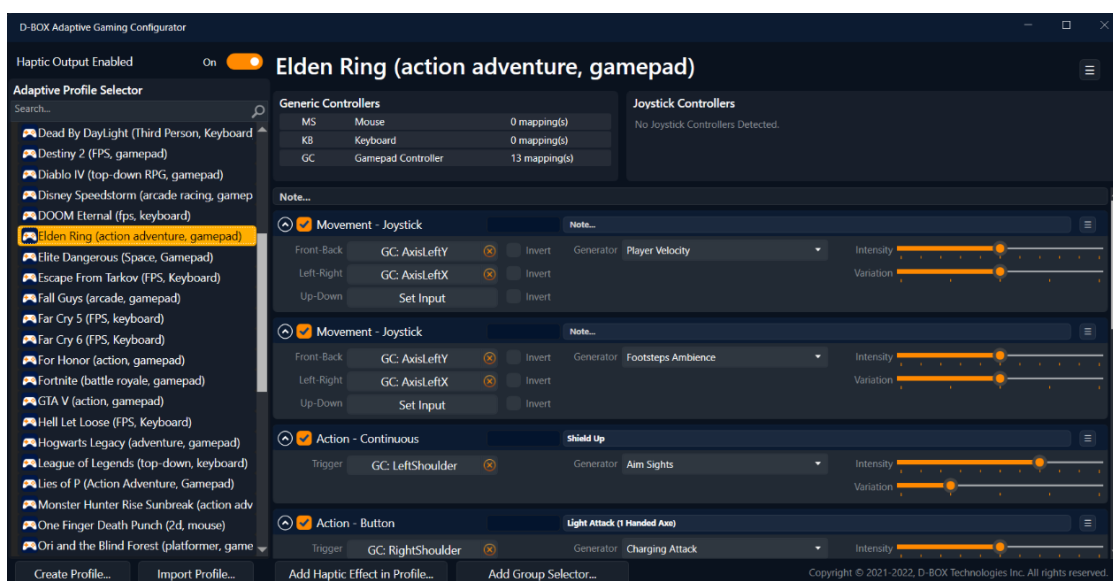 D-BOX Adaptive Gaming Configurator
Haptic Output Enabled On
Adaptive Profile Selector
Search...
Dead By DayLight (Third Person, Keyboard
Destiny 2 (FPS, gamepad)
Diablo IV (top-down RPG, gamepad)
Disney Speedstorm (arcade racing, gamep
DOOM Eternal (fps, keyboard)
Elden Ring (action adventure, gamepad)
Elite Dangerous (Space, Gamepad)
Escape From Tarkov (FPS, Keyboard)
Fall Guys (arcade, gamepad)
Far Cry 5 (FPS, keyboard)
Far Cry 6 (FPS, Keyboard)
For Honor (action, gamepad)
Fortnite (battle royale, gamepad)
GTA V (action, gamepad)
Hell Let Loose (FPS, Keyboard)
Hogwarts Legacy (adventure, gamepad)
League of Legends (top-down, keyboard)
Lies of P (Action Adventure, Gamepad)
Monster Hunter Rise Sunbreak (action adv
One Finger Death Punch (2d, mouse)
Ori and the Blind Forest (platformer, game
Create Profile... Import Profile...
Elden Ring (action adventure, gamepad)
Generic Controllers
MS Mouse 0 mapping(s)
KB Keyboard 0 mapping(s)
GC Gamepad Controller 13 mapping(s)
Joystick Controllers
No Joystick Controllers Detected.
Note...
Movement - Joystick Note...
Front-Back GC: AxisLeftY Invert Generator Player Velocity Intensity
Left-Right GC: AxisLeftX Invert Variation
Up-Down Set Input Invert
Movement - Joystick Note...
Front-Back GC: AxisLeftY Invert Generator Footsteps Ambience Intensity
Left-Right GC: AxisLeftX Invert Variation
Up-Down Set Input Invert
Action - Continuous Shield Up
Trigger GC: LeftShoulder Generator Aim Sights Intensity
Variation
Action - Button Light Attack (1 Handed Axe)
Trigger GC: RightShoulder Generator Charging Attack Intensity
Add Haptic Effect in Profile... Add Group Selector...
Copyright © 2021-2022, D-BOX Technologies Inc. All rights reserved.